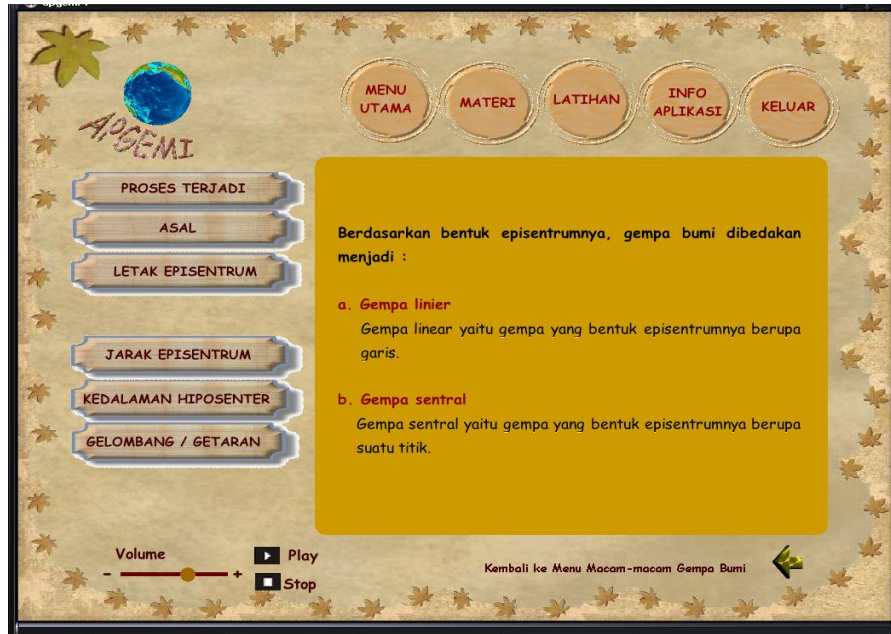 MENU
UTAMA
MATERI
LATIHAN
INFO
APLIKASI
KELUAR
APGEMI
PROSES TERJADI
ASAL
LETAK EPISENTRUM
JARAK EPISENTRUM
KEDALAMAN HIPOSENTER
GELOMBANG / GETARAN
Berdasarkan bentuk episentrumnya, gempa bumi dibedakan
menjadi :
a. Gempa linier
Gempa linear yaitu gempa yang bentuk episentrumnya berupa
garis.
b. Gempa sentral
Gempa sentral yaitu gempa yang bentuk episentrumnya berupa
suatu titik.
Volume
- +
Play
Stop
Kembali ke Menu Macam-macam Gempa Bumi